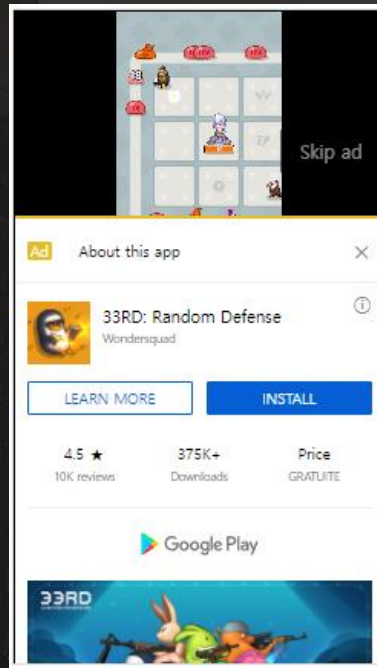 38
Skip ad
Ad
About this app
33RD: Random Defense
Wondersquad
LEARN MORE
INSTALL
4.5 ★
375K+
Price
10K reviews
Downloads
GRATUITE
Google Play
33RD